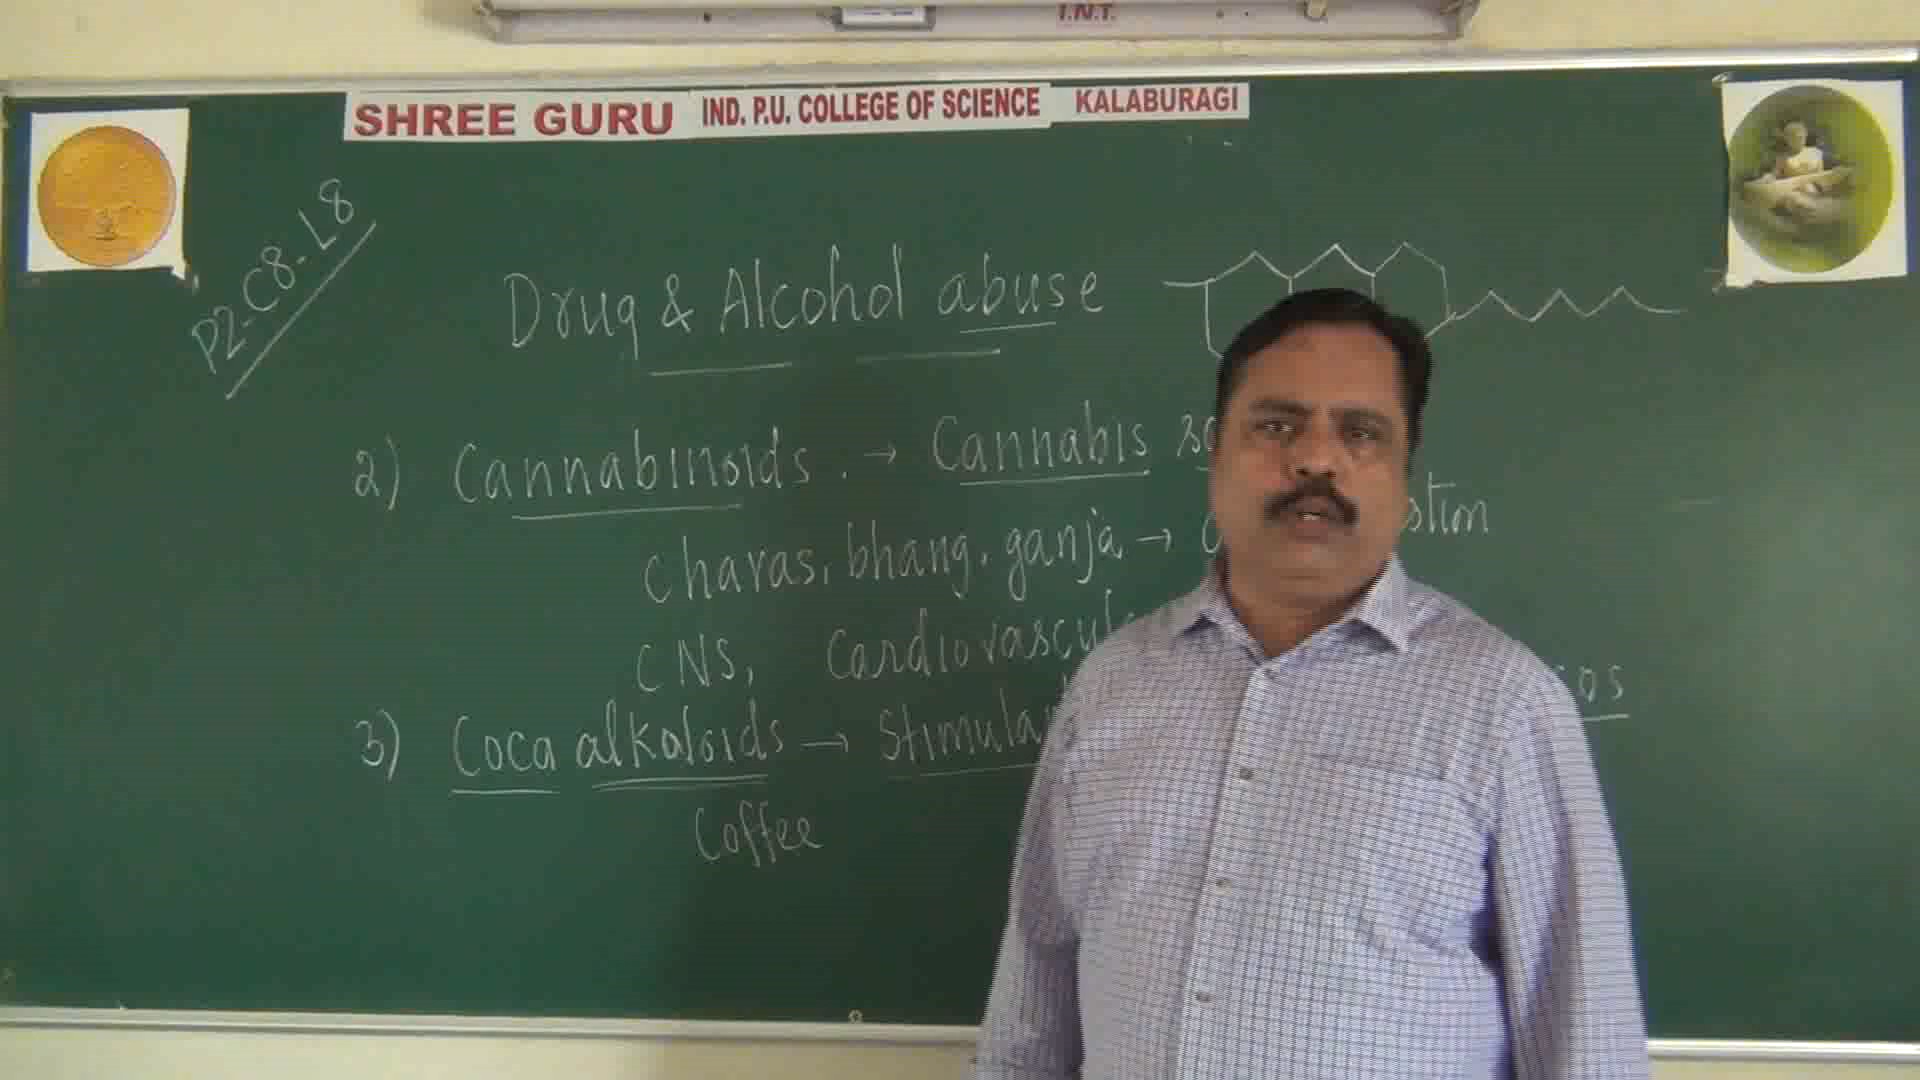 I.N.T.
SHREE GURU IND. P.U. COLLEGE OF SCIENCE KALABURAGI
P2-C8-L8
Drug & Alcohol abuse
2) Cannabinoids. → Cannabis
charas, bhang, ganja →
CNS, Cardiovascul
3) Coca alkaloids → Stimula
Coffee